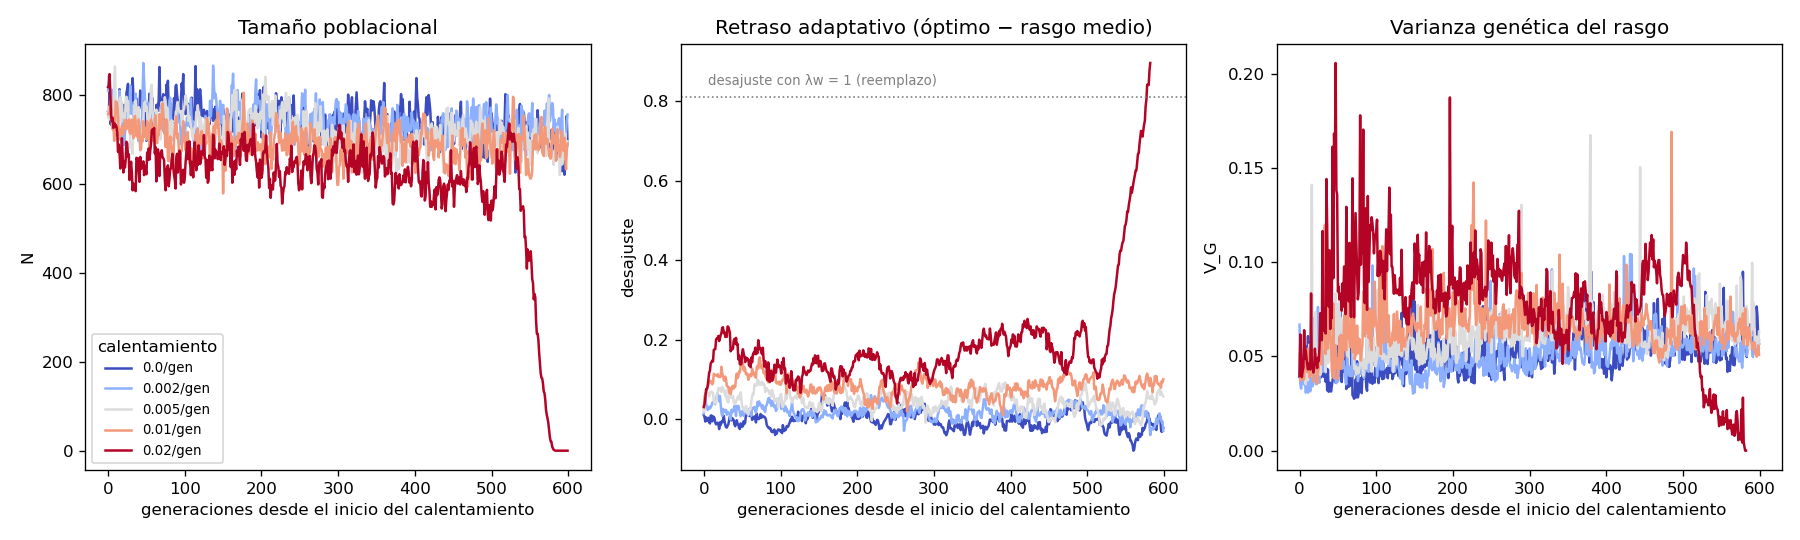 Tamaño poblacional
N
800
600
400
200
0
calentamiento
0.0/gen
0.002/gen
0.005/gen
0.01/gen
0.02/gen
0 100 200 300 400 500 600
generaciones desde el inicio del calentamiento
Retraso adaptativo (óptimo − rasgo medio)
desajuste
desajuste con λw = 1 (reemplazo)
0.8
0.6
0.4
0.2
0.0
0 100 200 300 400 500 600
generaciones desde el inicio del calentamiento
Varianza genética del rasgo
V_G
0.20
0.15
0.10
0.05
0.00
0 100 200 300 400 500 600
generaciones desde el inicio del calentamiento